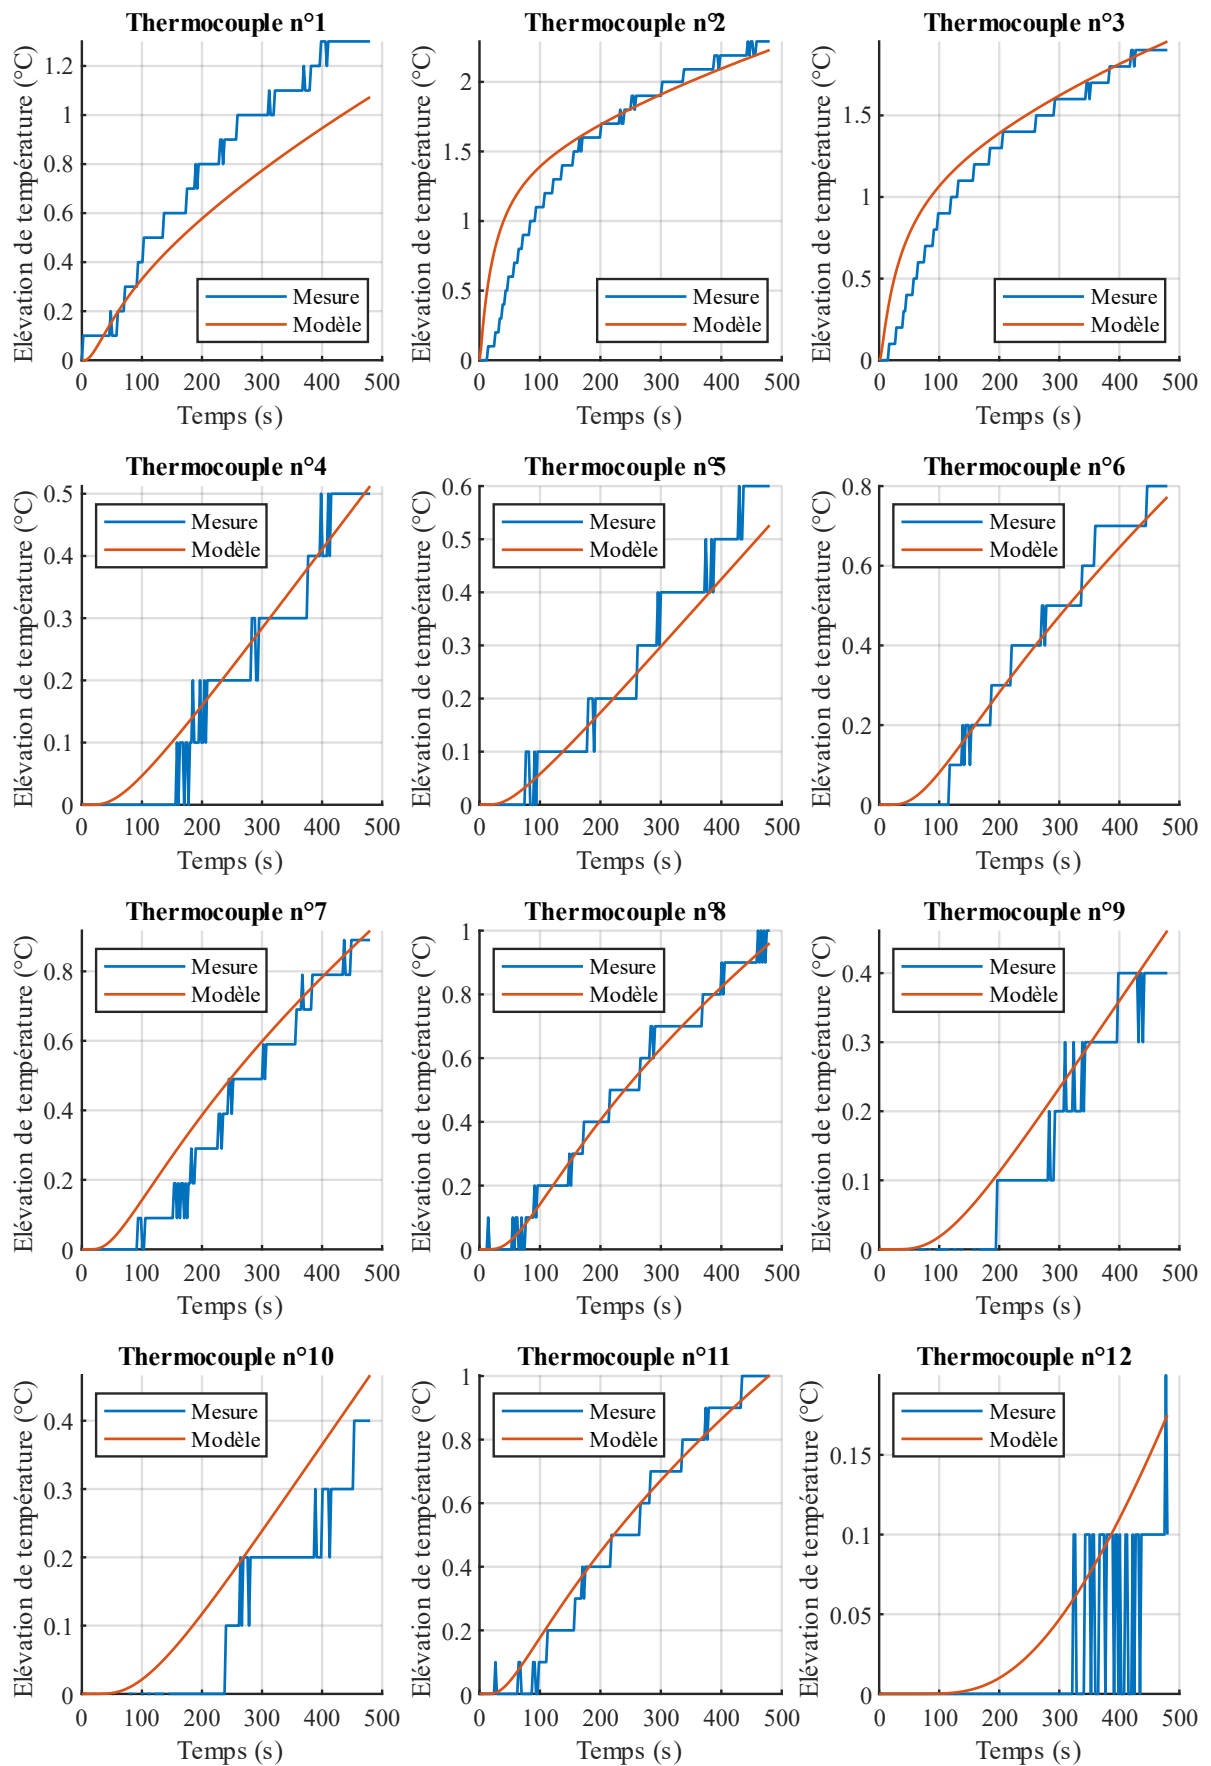 Thermocouple n°1
Elévation de température (°C)
1.2
1
0.8
0.6
0.4
0.2
0
Mesure
Modèle
0 100 200 300 400 500
Temps (s)
Thermocouple n°2
Elévation de température (°C)
2
1.5
1
0.5
0
Mesure
Modèle
0 100 200 300 400 500
Temps (s)
Thermocouple n°3
Elévation de température (°C)
1.5
1
0.5
0
Mesure
Modèle
0 100 200 300 400 500
Temps (s)
Thermocouple n°4
Elévation de température (°C)
0.5
0.4
0.3
0.2
0.1
0
Mesure
Modèle
0 100 200 300 400 500
Temps (s)
Thermocouple n°5
Elévation de température (°C)
0.6
0.5
0.4
0.3
0.2
0.1
0
Mesure
Modèle
0 100 200 300 400 500
Temps (s)
Thermocouple n°6
Elévation de température (°C)
0.8
0.6
0.4
0.2
0
Mesure
Modèle
0 100 200 300 400 500
Temps (s)
Thermocouple n°7
Elévation de température (°C)
0.8
0.6
0.4
0.2
0
Mesure
Modèle
0 100 200 300 400 500
Temps (s)
Thermocouple n°8
Elévation de température (°C)
1
0.8
0.6
0.4
0.2
0
Mesure
Modèle
0 100 200 300 400 500
Temps (s)
Thermocouple n°9
Elévation de température (°C)
0.4
0.3
0.2
0.1
0
Mesure
Modèle
0 100 200 300 400 500
Temps (s)
Thermocouple n°10
Elévation de température (°C)
0.4
0.3
0.2
0.1
0
Mesure
Modèle
0 100 200 300 400 500
Temps (s)
Thermocouple n°11
Elévation de température (°C)
1
0.8
0.6
0.4
0.2
0
Mesure
Modèle
0 100 200 300 400 500
Temps (s)
Thermocouple n°12
Elévation de température (°C)
0.15
0.1
0.05
0
Mesure
Modèle
0 100 200 300 400 500
Temps (s)